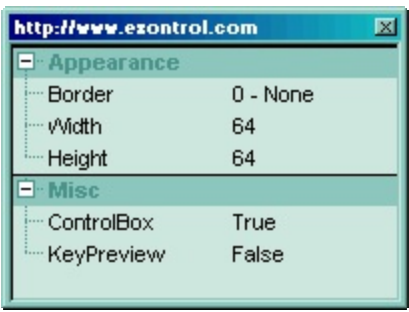 http://www.exontrol.com
Appearance
Border 0 - None
Width 64
Height 64
Misc
ControlBox True
KeyPreview False